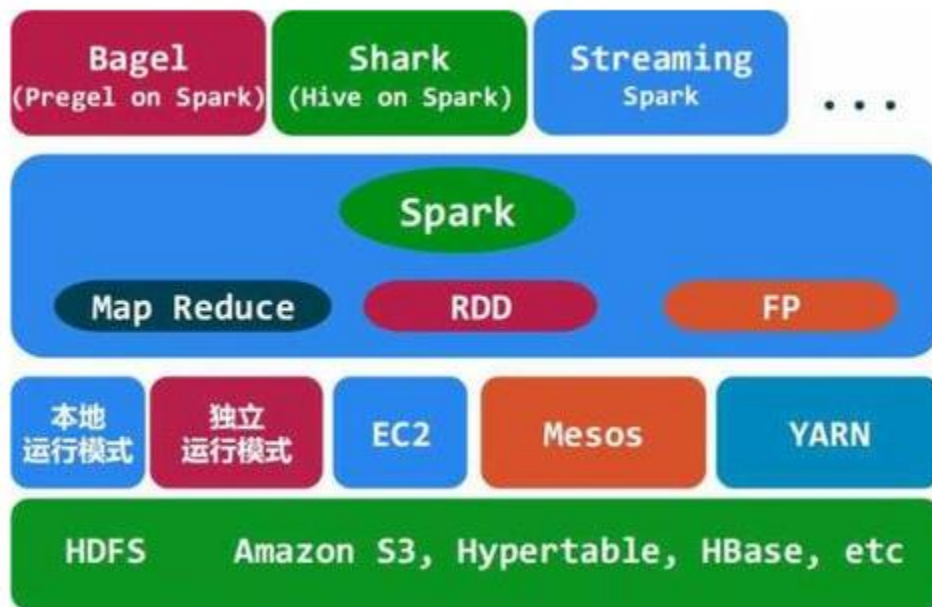 Bagel
(Pregel on Spark)
Shark
(Hive on Spark)
Streaming
Spark
...
Spark
Map Reduce
RDD
FP
本地
运行模式
独立
运行模式
EC2
Mesos
YARN
HDFS
Amazon S3, Hypertable, HBase, etc